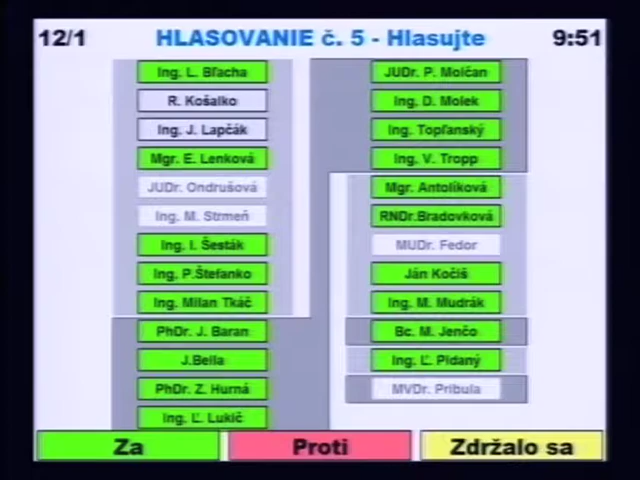 12/1
HLASOVANIE č. 5 - Hlasujte
9:51
Ing. L. Bľacha
R. Košalko
Ing. J. Lapčák
Mgr. E. Lenková
JUDr. Ondrušová
Ing. M. Strmeň
Ing. I. Šesták
Ing. P.Štefanko
Ing. Milan Tkáč
PhDr. J. Baran
J.Bella
PhDr. Z. Hurná
Ing. Ľ. Lukič
JUDr. P. Molčan
Ing. D. Molek
Ing. Topľanský
Ing. V. Tropp
Mgr. Antolíková
RNDr.Bradovková
MUDr. Fedor
Ján Kočiš
Ing. M. Mudrák
Bc. M. Jenčo
Ing. Ľ. Pidaný
MVDr. Pribula
Za
Proti
Zdržalo sa